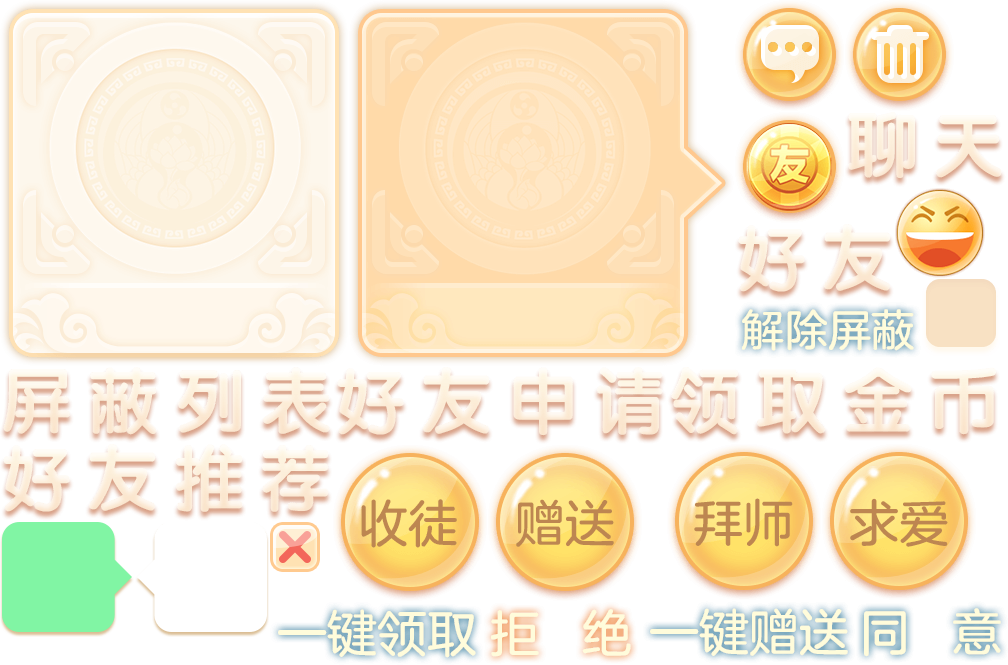 友
聊天
好友
解除屏蔽
屏蔽列表
好友申请
领取金币
好友推荐
收徒
赠送
拜师
求爱
一键领取
拒绝
一键赠送
同意